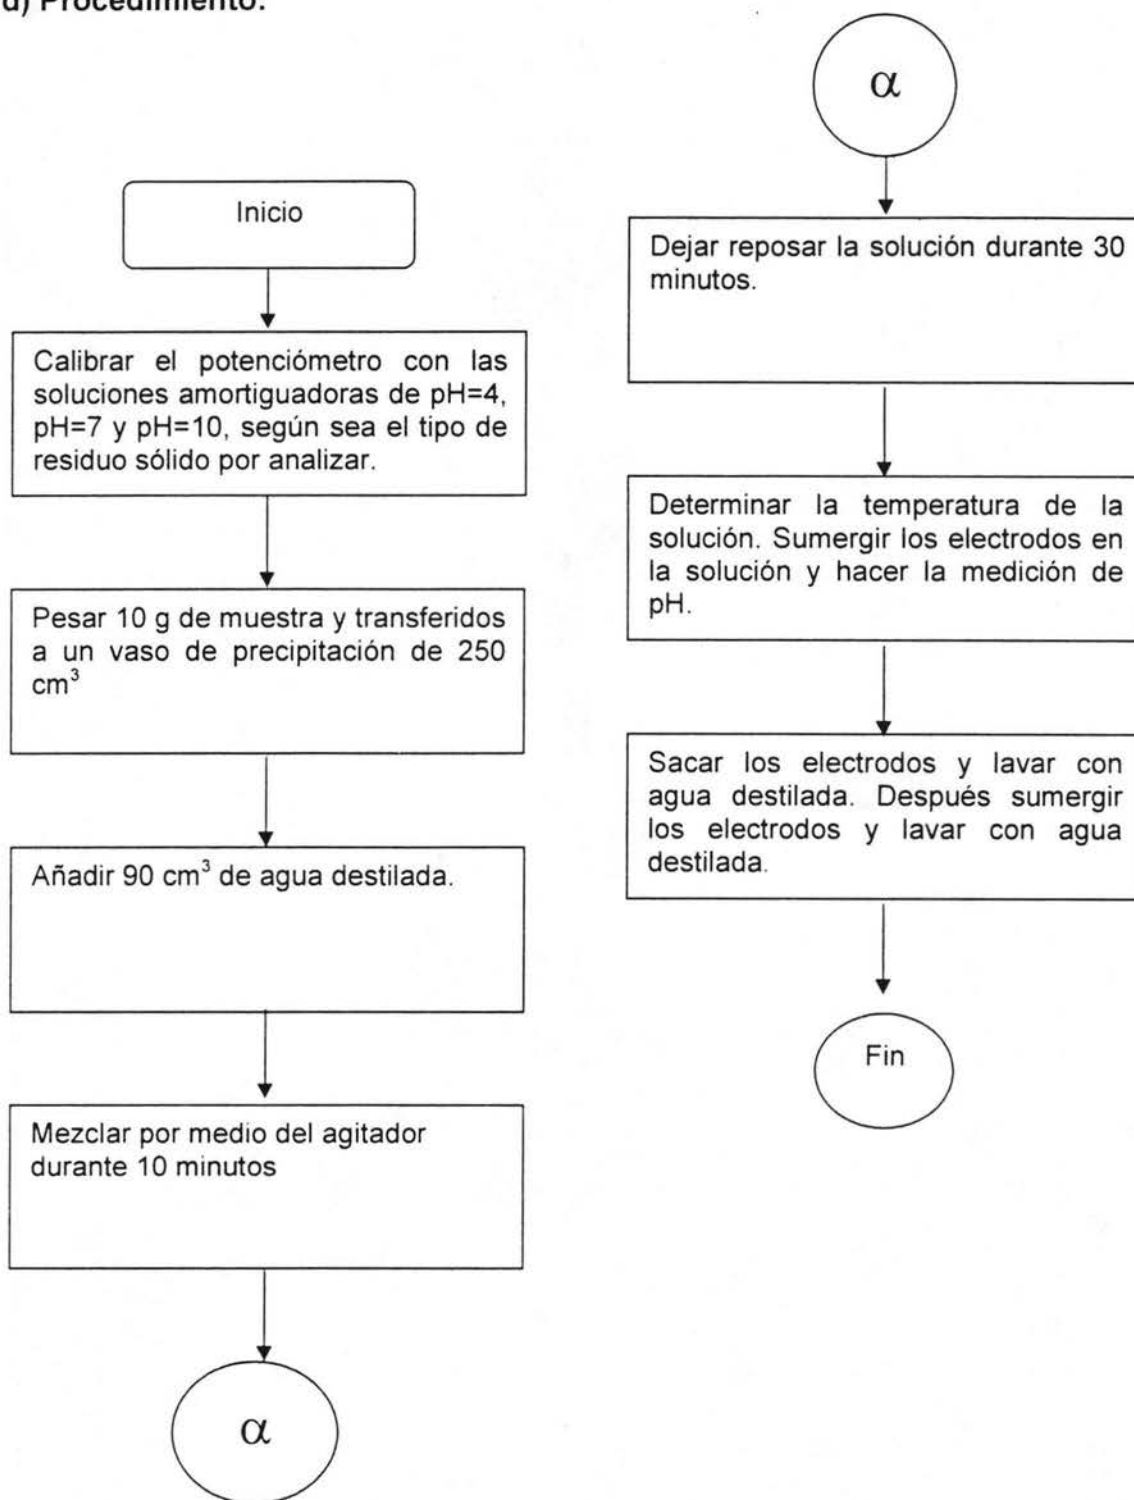 d) Procedimiento:
Inicio
Calibrar el potenciómetro con las
soluciones amortiguadoras de pH=4,
pH=7 y pH=10, según sea el tipo de
residuo sólido por analizar.
Pesar 10 g de muestra y transferidos
a un vaso de precipitación de 250
cm³
Añadir 90 cm³ de agua destilada.
Mezclar por medio del agitador
durante 10 minutos
α
α
Dejar reposar la solución durante 30
minutos.
Determinar la temperatura de la
solución. Sumergir los electrodos en
la solución y hacer la medición de
pH.
Sacar los electrodos y lavar con
agua destilada. Después sumergir
los electrodos y lavar con agua
destilada.
Fin